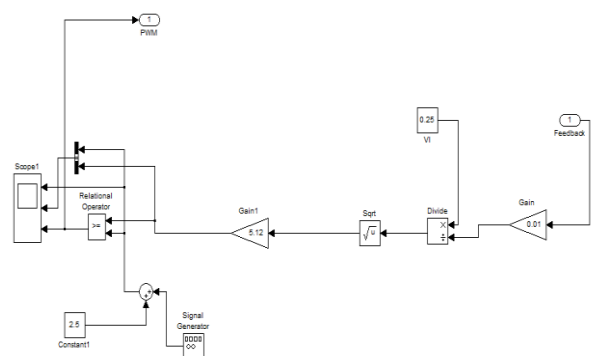 1
PWM
0.25
VI
1
Feedback
Scope1
Relational
Operator
>=
Gain1
5.12
Sqrt
√u
Divide
×
÷
Gain
0.01
+
+
2.5
Constant1
Signal
Generator